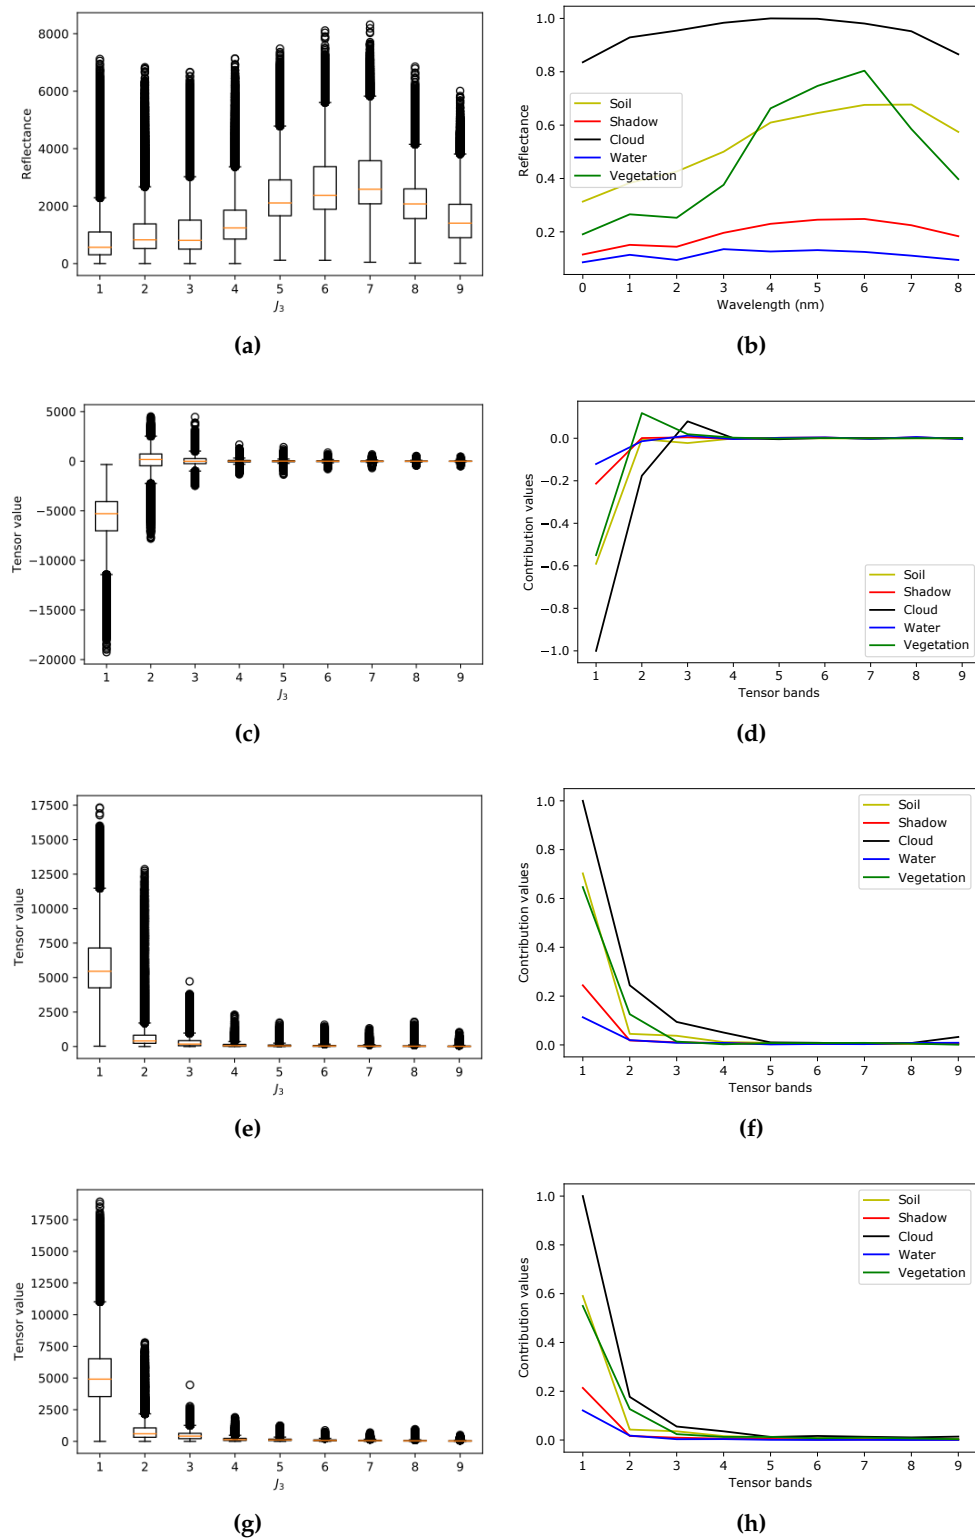 8000
6000
4000
2000
0
Reflectance
1 2 3 4 5 6 7 8 9
J3
(a)
1.0
0.8
0.6
0.4
0.2
Reflectance
Soil
Shadow
Cloud
Water
Vegetation
0 1 2 3 4 5 6 7 8
Wavelength (nm)
(b)
5000
0
−5000
−10000
−15000
−20000
Tensor value
1 2 3 4 5 6 7 8 9
J3
(c)
0.0
−0.2
−0.4
−0.6
−0.8
−1.0
Contribution values
Soil
Shadow
Cloud
Water
Vegetation
1 2 3 4 5 6 7 8 9
Tensor bands
(d)
17500
15000
12500
10000
7500
5000
2500
0
Tensor value
1 2 3 4 5 6 7 8 9
J3
(e)
1.0
0.8
0.6
0.4
0.2
0.0
Contribution values
Soil
Shadow
Cloud
Water
Vegetation
1 2 3 4 5 6 7 8 9
Tensor bands
(f)
17500
15000
12500
10000
7500
5000
2500
0
Tensor value
1 2 3 4 5 6 7 8 9
J3
(g)
1.0
0.8
0.6
0.4
0.2
0.0
Contribution values
Soil
Shadow
Cloud
Water
Vegetation
1 2 3 4 5 6 7 8 9
Tensor bands
(h)